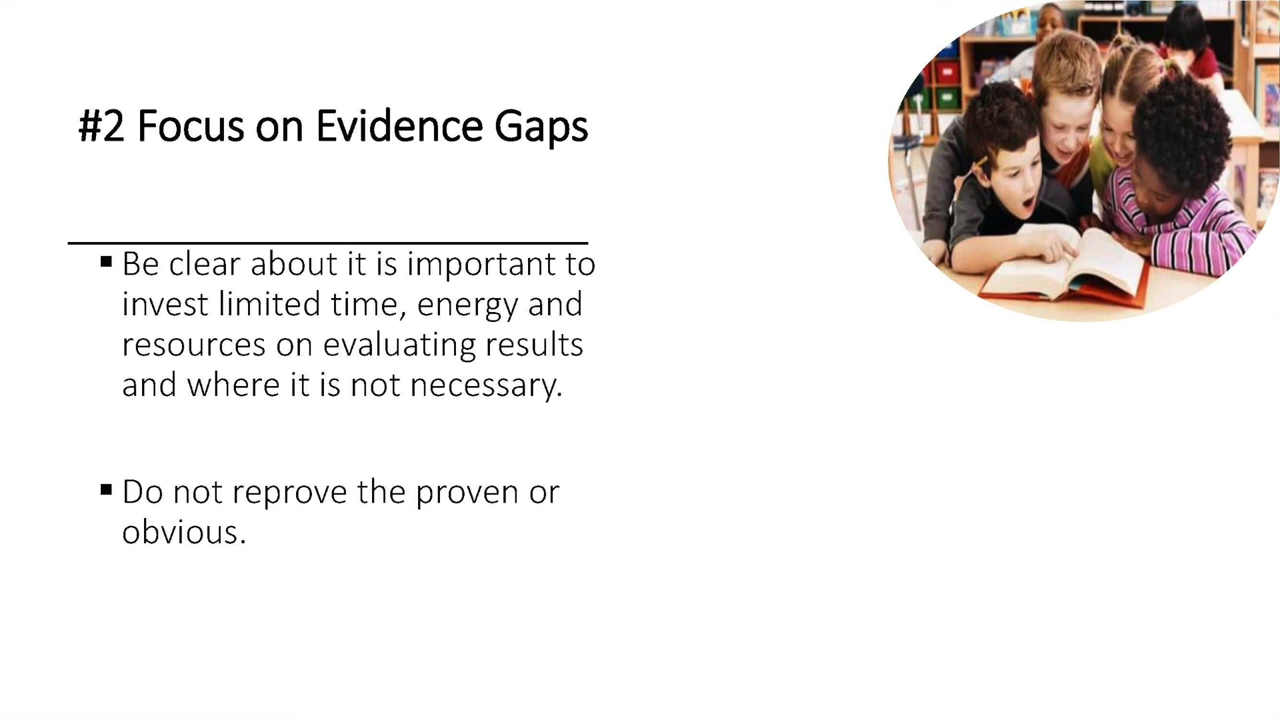 #2 Focus on Evidence Gaps
▪ Be clear about it is important to
invest limited time, energy and
resources on evaluating results
and where it is not necessary.
▪ Do not reprove the proven or
obvious.